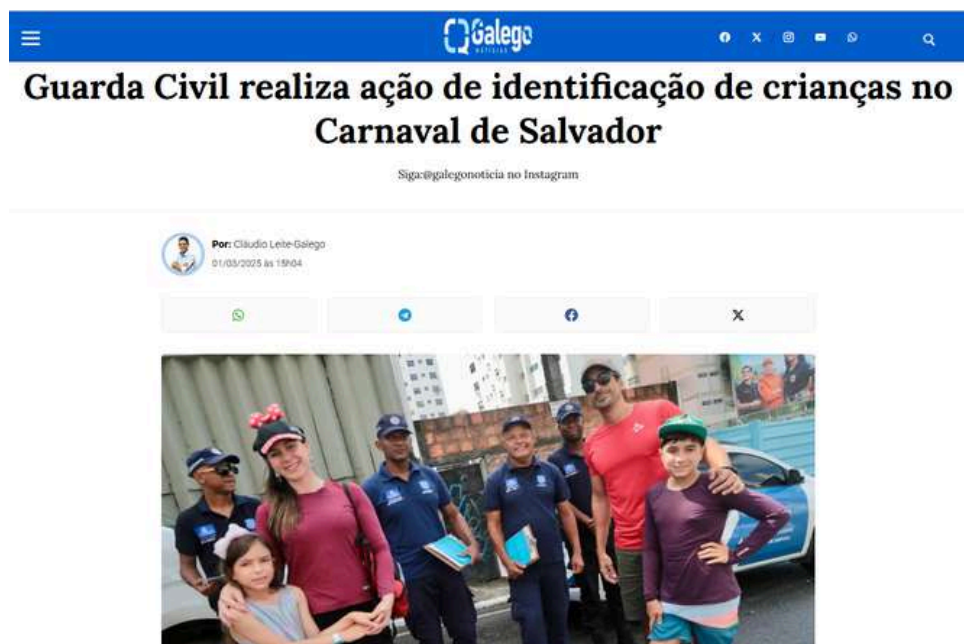 Galego
NOTÍCIAS
Guarda Civil realiza ação de identificação de crianças no
Carnaval de Salvador
Siga:@galegonoticia no Instagram
Por: Cláudio Leite-Galego
01/03/2025 às 15h04